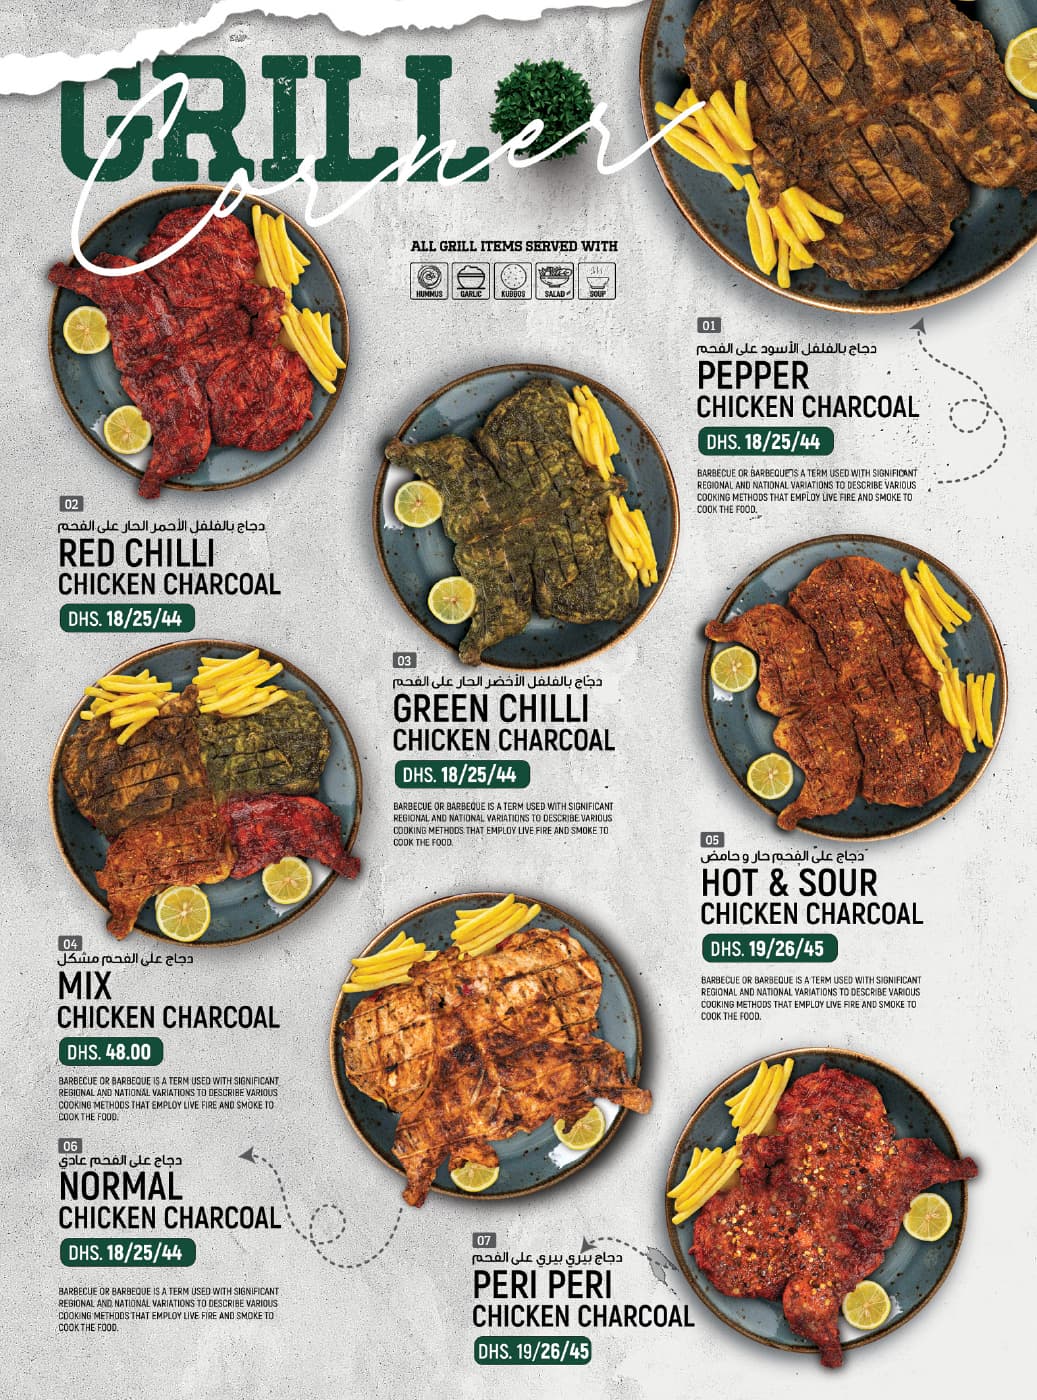 GRILL
Corner
ALL GRILL ITEMS SERVED WITH
HUMMUS GARLIC KUBBOS SALAD SOUP
01
دجاج بالفلفل الأسود على الفحم
PEPPER
CHICKEN CHARCOAL
DHS. 18/25/44
BARBECUE OR BARBEQUE IS A TERM USED WITH SIGNIFICANT
REGIONAL AND NATIONAL VARIATIONS TO DESCRIBE VARIOUS
COOKING METHODS THAT EMPLOY LIVE FIRE AND SMOKE TO
COOK THE FOOD.
02
دجاج بالفلفل الأحمر الحار على الفحم
RED CHILLI
CHICKEN CHARCOAL
DHS. 18/25/44
03
دجاج بالفلفل الأخضر الحار على الفحم
GREEN CHILLI
CHICKEN CHARCOAL
DHS. 18/25/44
BARBECUE OR BARBEQUE IS A TERM USED WITH SIGNIFICANT
REGIONAL AND NATIONAL VARIATIONS TO DESCRIBE VARIOUS
COOKING METHODS THAT EMPLOY LIVE FIRE AND SMOKE TO
COOK THE FOOD.
04
دجاج على الفحم مشكل
MIX
CHICKEN CHARCOAL
DHS. 48.00
BARBECUE OR BARBEQUE IS A TERM USED WITH SIGNIFICANT
REGIONAL AND NATIONAL VARIATIONS TO DESCRIBE VARIOUS
COOKING METHODS THAT EMPLOY LIVE FIRE AND SMOKE TO
COOK THE FOOD.
05
دجاج على الفحم حار و حامض
HOT & SOUR
CHICKEN CHARCOAL
DHS. 19/26/45
BARBECUE OR BARBEQUE IS A TERM USED WITH SIGNIFICANT
REGIONAL AND NATIONAL VARIATIONS TO DESCRIBE VARIOUS
COOKING METHODS THAT EMPLOY LIVE FIRE AND SMOKE TO
COOK THE FOOD.
06
دجاج على الفحم عادي
NORMAL
CHICKEN CHARCOAL
DHS. 18/25/44
BARBECUE OR BARBEQUE IS A TERM USED WITH SIGNIFICANT
REGIONAL AND NATIONAL VARIATIONS TO DESCRIBE VARIOUS
COOKING METHODS THAT EMPLOY LIVE FIRE AND SMOKE TO
COOK THE FOOD.
07
دجاج بيري بيري على الفحم
PERI PERI
CHICKEN CHARCOAL
DHS. 19/26/45